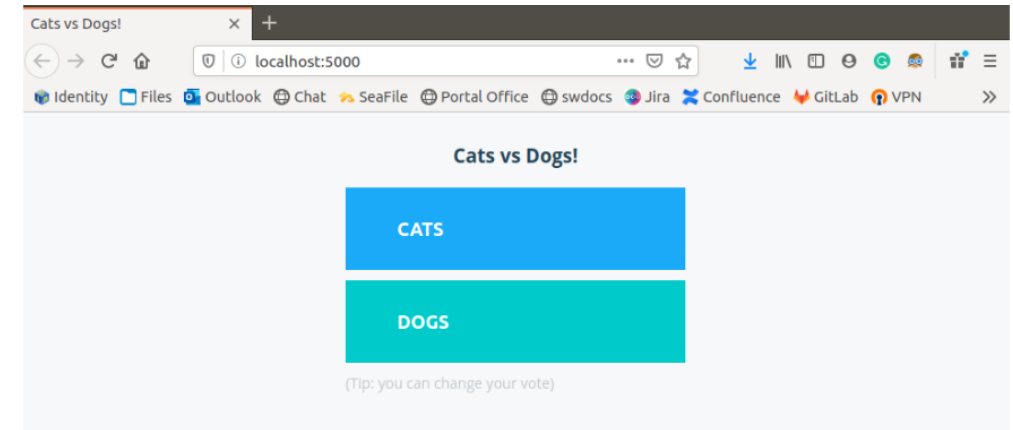 Cats vs Dogs!
localhost:5000
Identity Files Outlook Chat SeaFile Portal Office swdocs Jira Confluence GitLab VPN
Cats vs Dogs!
CATS
DOGS
(Tip: you can change your vote)